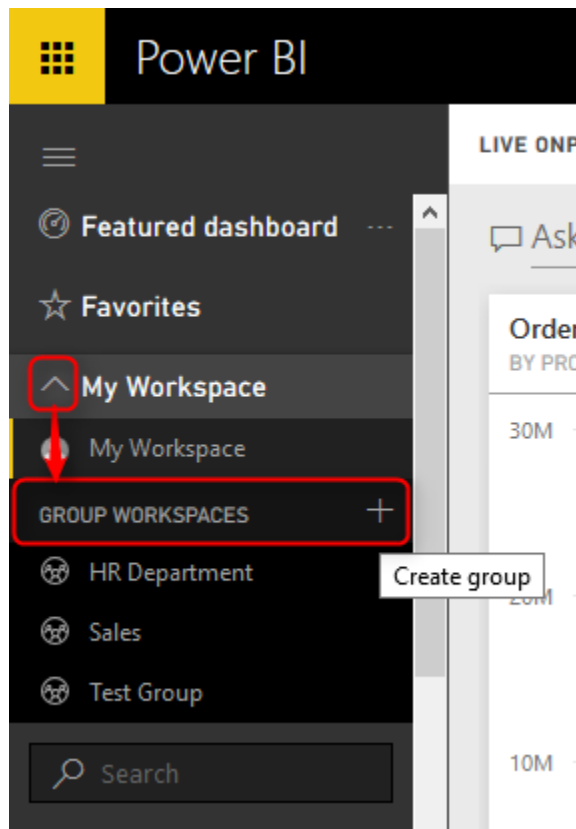 Power BI
LIVE ONP
Featured dashboard ...
Ask
Favorites
Order
BY PRO
My Workspace
30M
My Workspace
GROUP WORKSPACES +
HR Department
Create group
Sales
Test Group
10M
Search